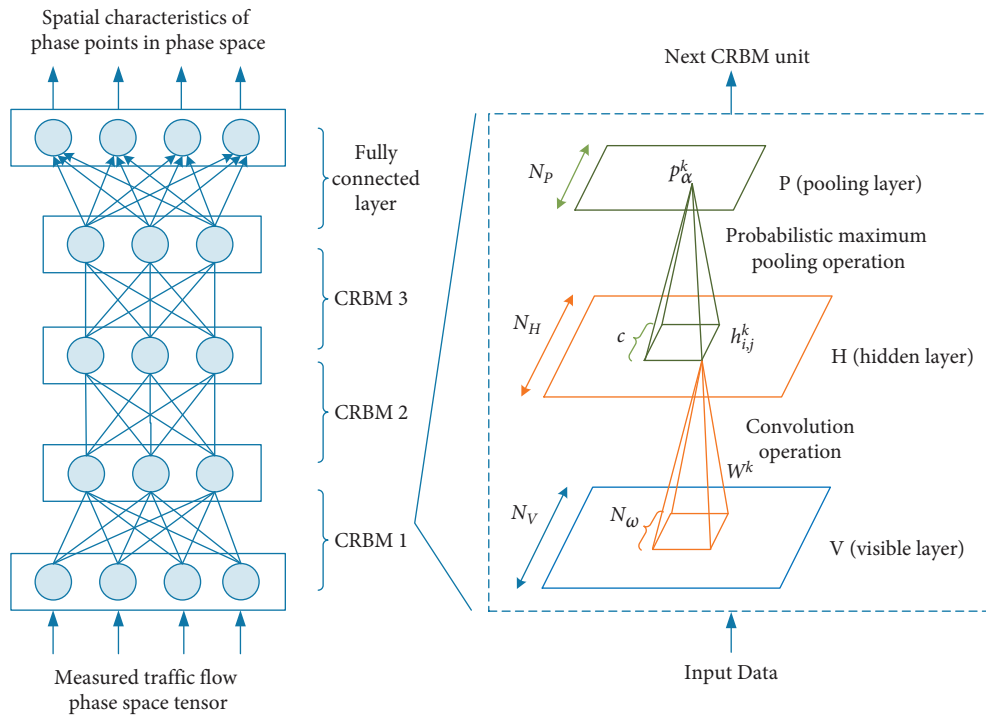 Spatial characteristics of
phase points in phase space
Fully
connected
layer
CRBM 3
CRBM 2
CRBM 1
Measured traffic flow
phase space tensor
Next CRBM unit
N_P
p_α^k
P (pooling layer)
Probabilistic maximum
pooling operation
N_H
c
h_{i,j}^k
H (hidden layer)
Convolution
operation
W^k
N_V
N_ω
V (visible layer)
Input Data